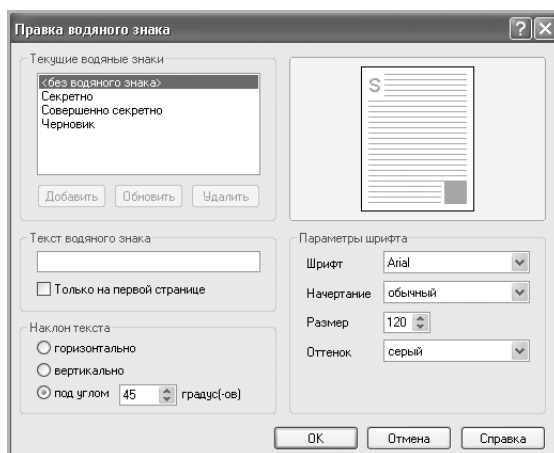 Правка водяного знака
Текущие водяные знаки
<без водяного знака>
Секретно
Совершенно секретно
Черновик
Добавить Обновить Удалить
S
Текст водяного знака
Только на первой странице
Наклон текста
горизонтально
вертикально
под углом 45 градус(-ов)
Параметры шрифта
Шрифт Arial
Начертание обычный
Размер 120
Оттенок серый
OK Отмена Справка